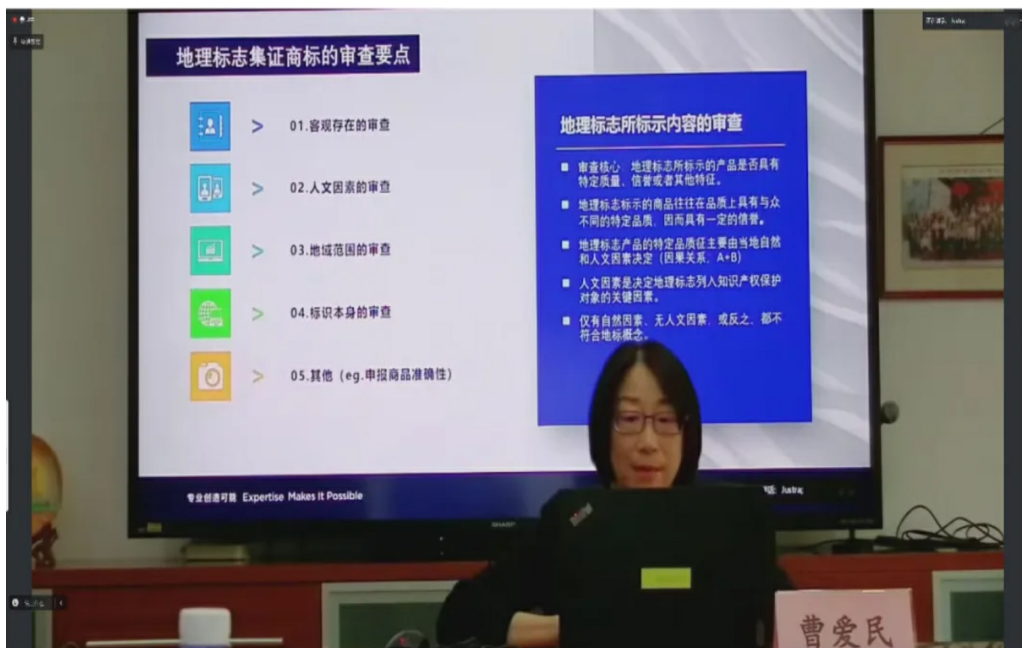 地理标志集证商标的审查要点
01.客观存在的审查
02.人文因素的审查
03.地域范围的审查
04.标识本身的审查
05.其他（eg.申报商品准确性）
地理标志所标示内容的审查
■ 审查核心：地理标志所标示的产品是否具有
特定质量、信誉或者其他特征。
■ 地理标志标示的商品往往在品质上具有与众
不同的特定品质，因而具有一定的信誉。
■ 地理标志产品的特定品质征主要由当地自然
和人文因素决定（因果关系，A+B）
■ 人文因素是决定地理标志列入知识产权保护
对象的关键因素。
■ 仅有自然因素、无人文因素，或反之，都不
符合地标概念。
专业创造可能 Expertise Makes It Possible
SHARP
曹爱民